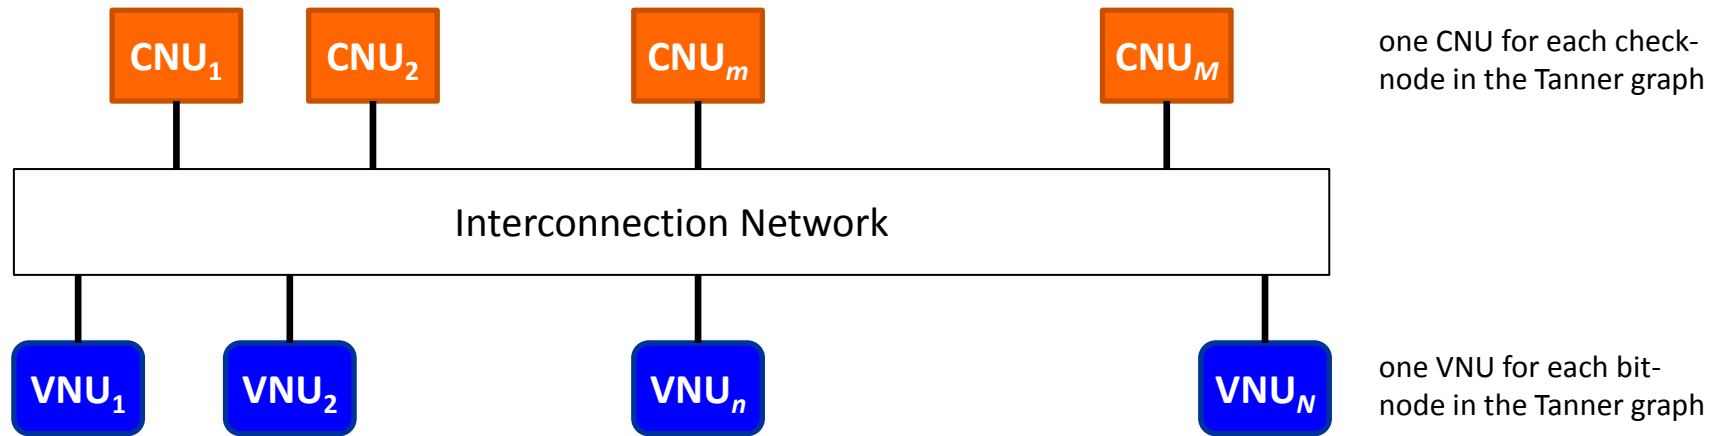 CNU1 CNU2 CNUm CNUM
one CNU for each check-
node in the Tanner graph
Interconnection Network
VNU1 VNU2 VNUn VNUN
one VNU for each bit-
node in the Tanner graph